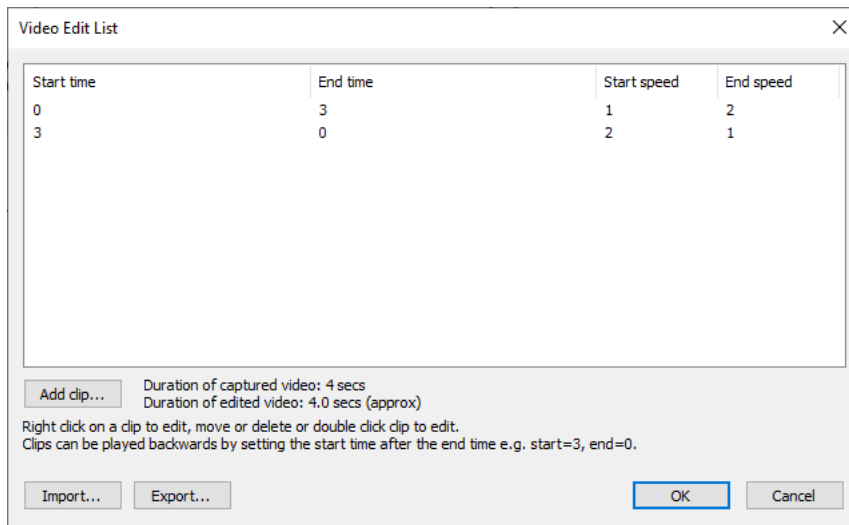 Video Edit List
Start time End time Start speed End speed
0 3 1 2
3 0 2 1
Add clip... Duration of captured video: 4 secs
Duration of edited video: 4.0 secs (approx)
Right click on a clip to edit, move or delete or double click clip to edit.
Clips can be played backwards by setting the start time after the end time e.g. start=3, end=0.
Import... Export... OK Cancel